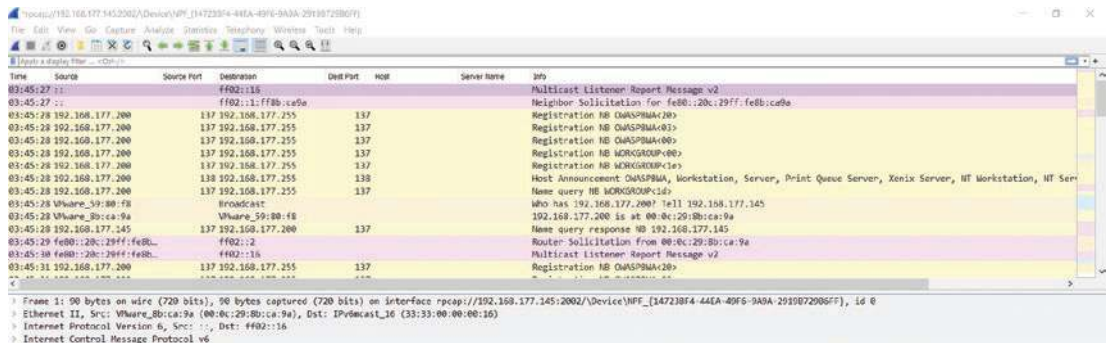 File Edit View Go Capture Analyze Statistics Telephony Wireless Tools Help
Time Source Source Port Destination Dest Port Host Server Name Info
03:45:27 :: ff02::16 Multicast Listener Report Message v2
03:45:27 :: ff02::1:ff8b:ca9a Neighbor Solicitation for fe80::20c:29ff:fe8b:ca9a
03:45:28 192.168.177.200 137 192.168.177.255 137 Registration NB OWASPBWA<20>
03:45:28 192.168.177.200 137 192.168.177.255 137 Registration NB OWASPBWA<03>
03:45:28 192.168.177.200 137 192.168.177.255 137 Registration NB OWASPBWA<00>
03:45:28 192.168.177.200 137 192.168.177.255 137 Registration NB WORKGROUP<00>
03:45:28 192.168.177.200 137 192.168.177.255 137 Registration NB WORKGROUP<1e>
03:45:28 192.168.177.200 138 192.168.177.255 138 Host Announcement OWASPBWA, Workstation, Server, Print Queue Server, Xenix Server, NT Workstation, NT Ser
03:45:28 192.168.177.200 137 192.168.177.255 137 Name query NB WORKGROUP<1d>
03:45:28 VMware_59:80:f8 Broadcast Who has 192.168.177.200? Tell 192.168.177.145
03:45:28 VMware_8b:ca:9a VMware_59:80:f8 192.168.177.200 is at 00:0c:29:8b:ca:9a
03:45:28 192.168.177.145 137 192.168.177.200 137 Name query response NB 192.168.177.145
03:45:29 fe80::20c:29ff:fe8b… ff02::2 Router Solicitation from 00:0c:29:8b:ca:9a
03:45:30 fe80::20c:29ff:fe8b… ff02::16 Multicast Listener Report Message v2
03:45:31 192.168.177.200 137 192.168.177.255 137 Registration NB OWASPBWA<20>
Frame 1: 90 bytes on wire (720 bits), 90 bytes captured (720 bits) on interface rpcap://192.168.177.145:2002/\Device\NPF_{147238F4-44EA-49F6-9A9A-2919B729B6FF}, id 0
Ethernet II, Src: VMware_8b:ca:9a (00:0c:29:8b:ca:9a), Dst: IPv6mcast_16 (33:33:00:00:00:16)
Internet Protocol Version 6, Src: ::, Dst: ff02::16
Internet Control Message Protocol v6